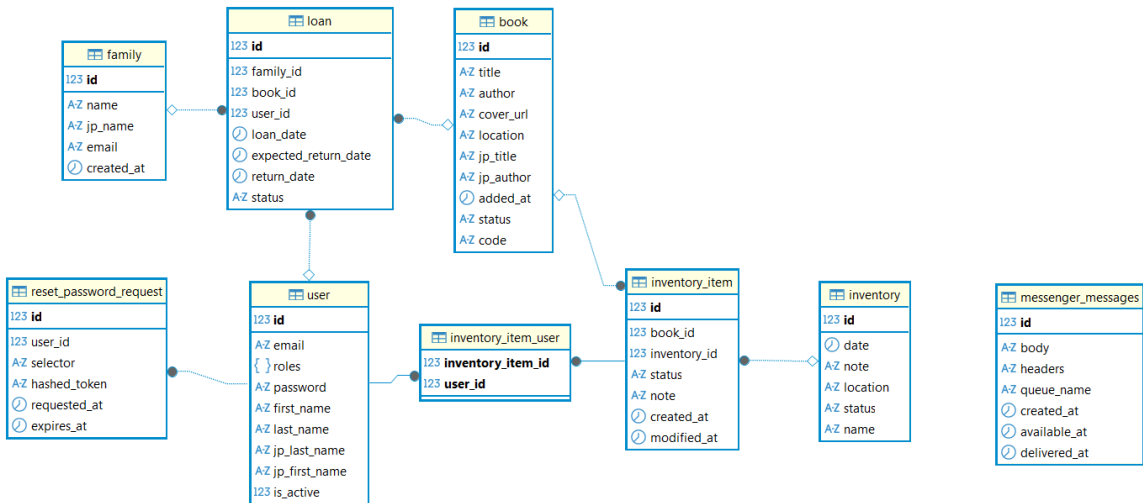 family
123 id
A-Z name
A-Z jp_name
A-Z email
created_at
loan
123 id
123 family_id
123 book_id
123 user_id
loan_date
expected_return_date
return_date
A-Z status
book
123 id
A-Z title
A-Z author
A-Z cover_url
A-Z location
A-Z jp_title
A-Z jp_author
added_at
A-Z status
A-Z code
reset_password_request
123 id
123 user_id
A-Z selector
A-Z hashed_token
requested_at
expires_at
user
123 id
A-Z email
{ } roles
A-Z password
A-Z first_name
A-Z last_name
A-Z jp_last_name
A-Z jp_first_name
123 is_active
inventory_item_user
123 inventory_item_id
123 user_id
inventory_item
123 id
123 book_id
123 inventory_id
A-Z status
A-Z note
created_at
modified_at
inventory
123 id
date
A-Z note
A-Z location
A-Z status
A-Z name
messenger_messages
123 id
A-Z body
A-Z headers
A-Z queue_name
created_at
available_at
delivered_at